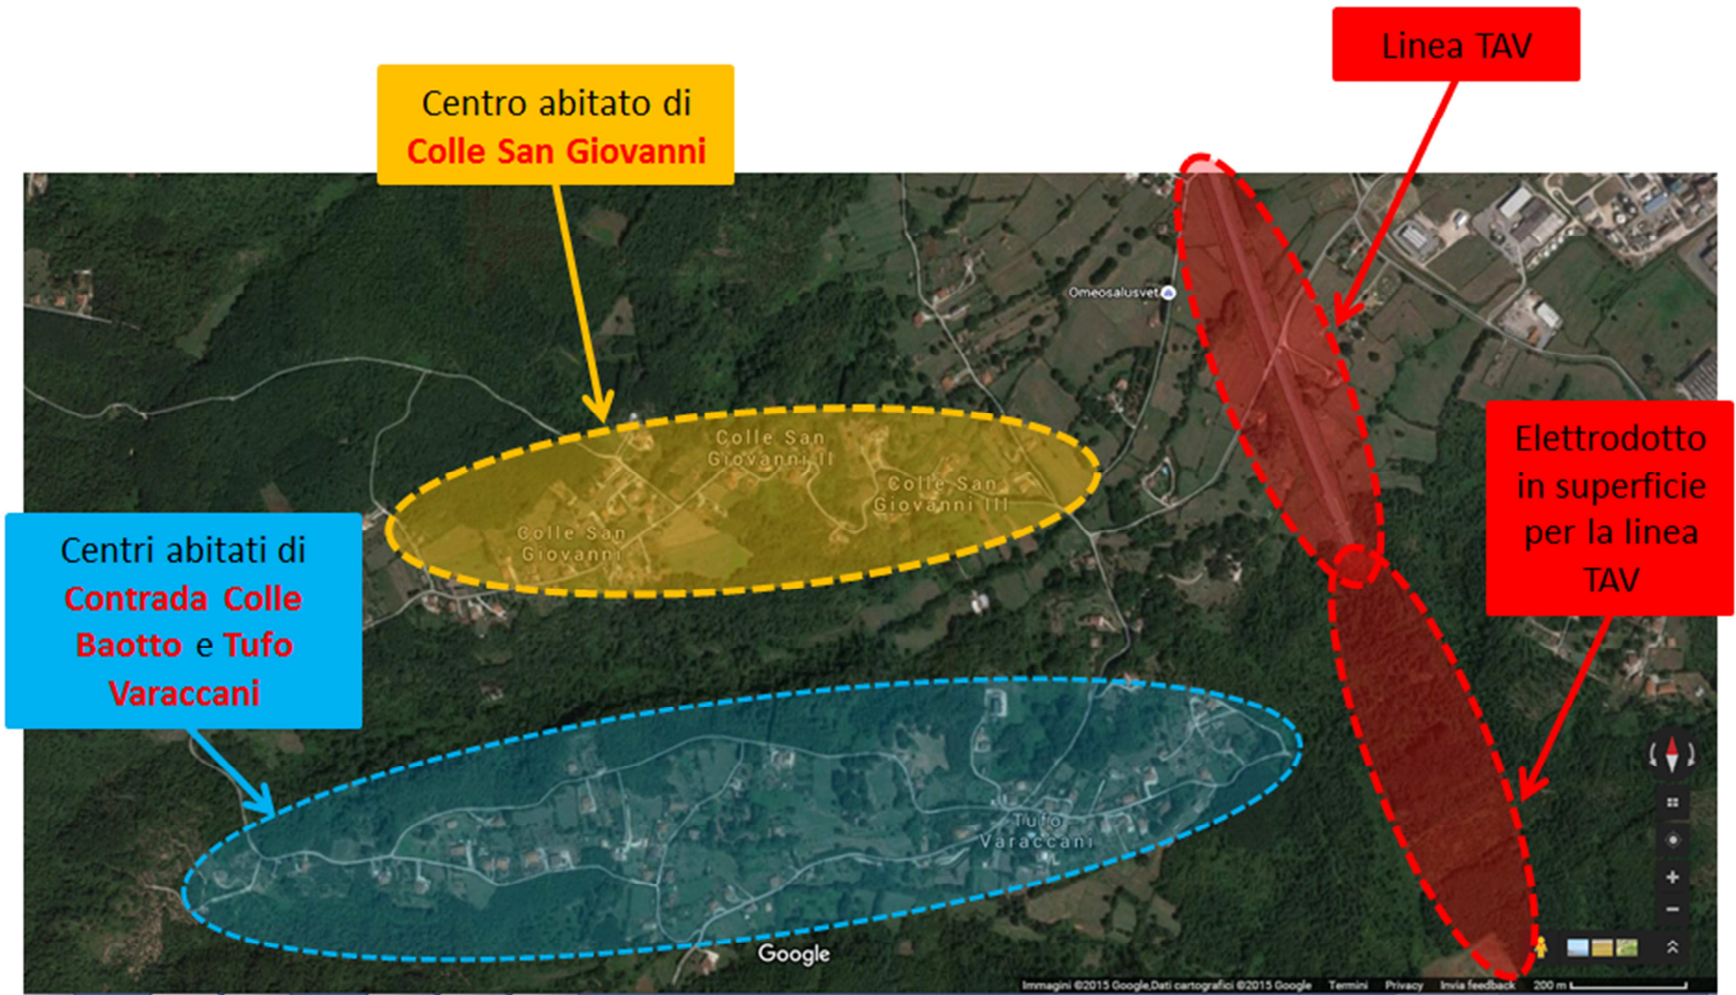 Linea TAV
Centro abitato di
Colle San Giovanni
Omeosalusvet
Elettrodotto
in superficie
per la linea
TAV
Colle San
Giovanni II
Colle San
Giovanni III
Colle San
Giovanni
Centri abitati di
Contrada Colle
Baotto e Tufo
Varaccani
Tufo
Varaccani
Google
Immagini ©2015 Google,Dati cartografici ©2015 Google Termini Privacy Invia feedback 200 m